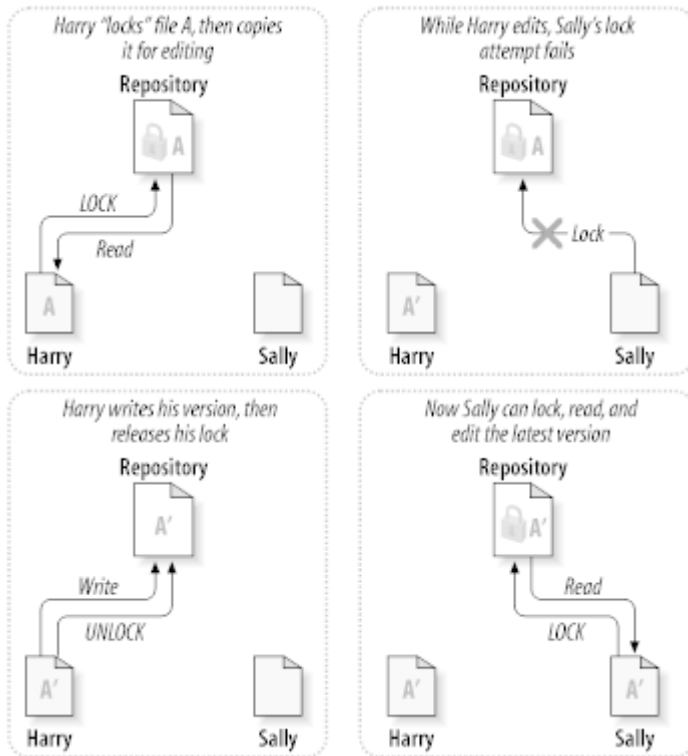 Harry "locks" file A, then copies
it for editing
Repository
A
LOCK
Read
A
Harry
Sally
While Harry edits, Sally's lock
attempt fails
Repository
A
Lock
A'
Harry
Sally
Harry writes his version, then
releases his lock
Repository
A'
Write
UNLOCK
A'
Harry
Sally
Now Sally can lock, read, and
edit the latest version
Repository
A'
Read
LOCK
A'
Harry
A'
Sally